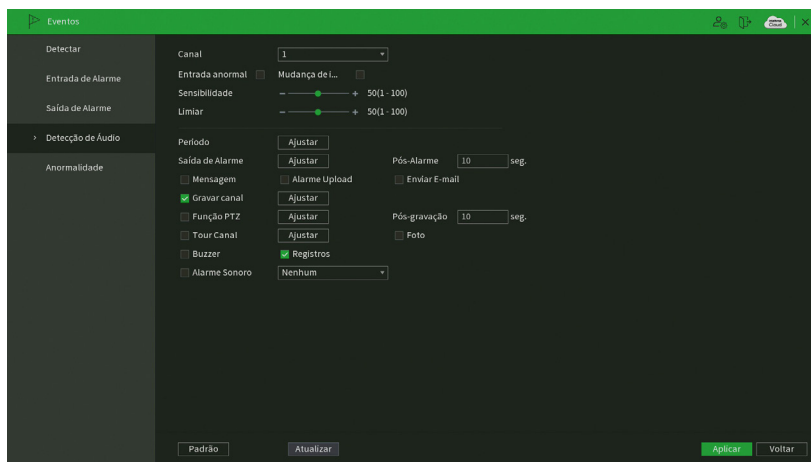 Eventos
Detectar
Entrada de Alarme
Saída de Alarme
Detecção de Áudio
Anormalidade
Canal 1
Entrada anormal Mudança de i...
Sensibilidade - + 50(1 - 100)
Limiar - + 50(1 - 100)
Período Ajustar
Saída de Alarme Ajustar Pós-Alarme 10 seg.
Mensagem Alarme Upload Enviar E-mail
Gravar canal Ajustar
Função PTZ Ajustar Pós-gravação 10 seg.
Tour Canal Ajustar Foto
Buzzer Registros
Alarme Sonoro Nenhum
Padrão Atualizar Aplicar Voltar